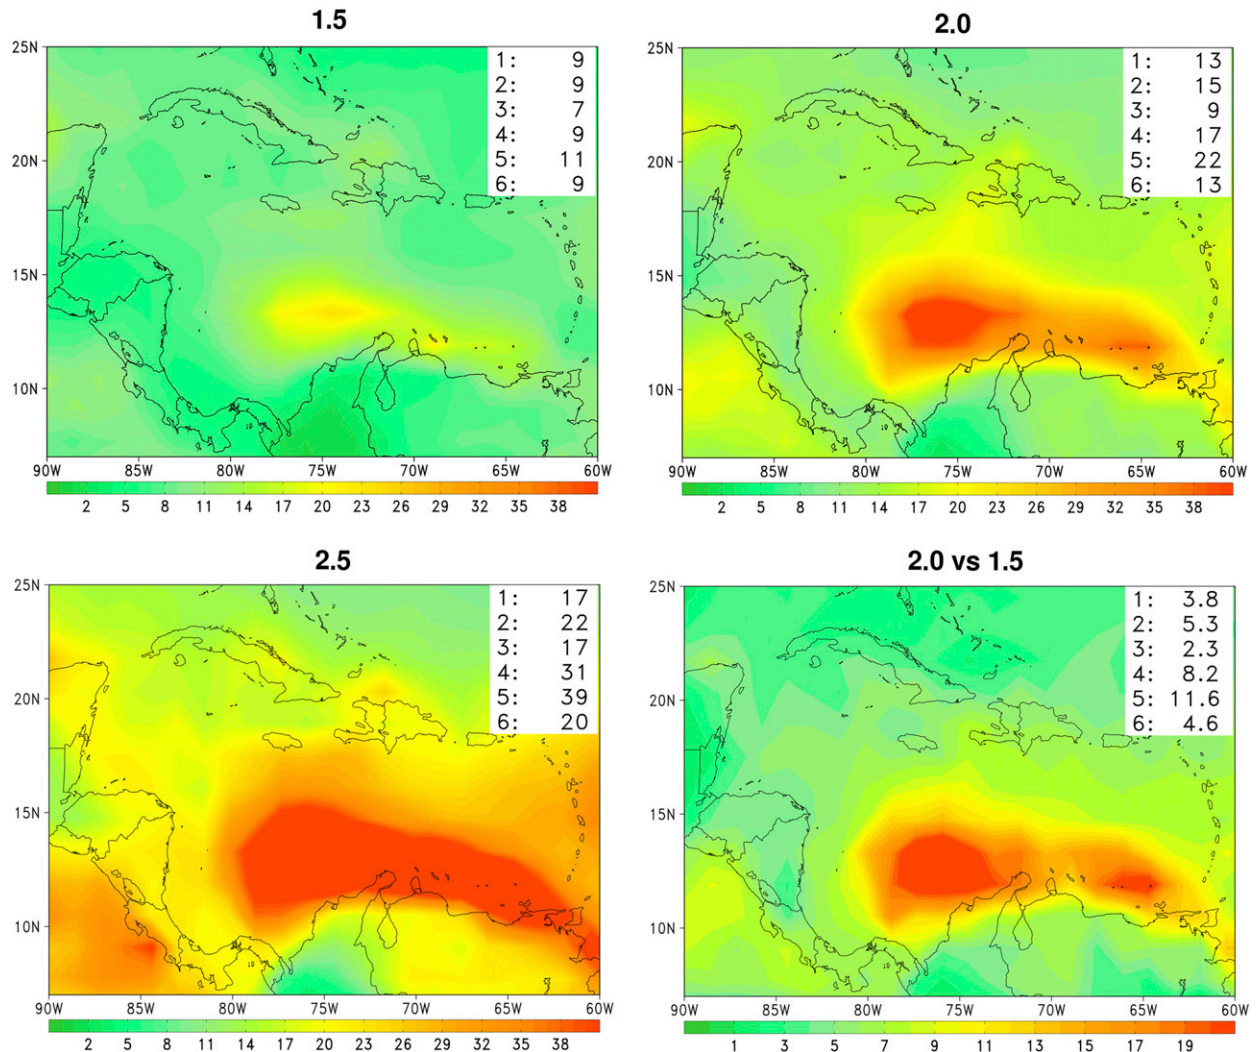 1.5
25N
20N
15N
10N
1: 9
2: 9
3: 7
4: 9
5: 11
6: 9
90W 85W 80W 75W 70W 65W 60W
2 5 8 11 14 17 20 23 26 29 32 35 38
2.0
25N
20N
15N
10N
1: 13
2: 15
3: 9
4: 17
5: 22
6: 13
90W 85W 80W 75W 70W 65W 60W
2 5 8 11 14 17 20 23 26 29 32 35 38
2.5
25N
20N
15N
10N
1: 17
2: 22
3: 17
4: 31
5: 39
6: 20
90W 85W 80W 75W 70W 65W 60W
2 5 8 11 14 17 20 23 26 29 32 35 38
2.0 vs 1.5
25N
20N
15N
10N
1: 3.8
2: 5.3
3: 2.3
4: 8.2
5: 11.6
6: 4.6
90W 85W 80W 75W 70W 65W 60W
1 3 5 7 9 11 13 15 17 19